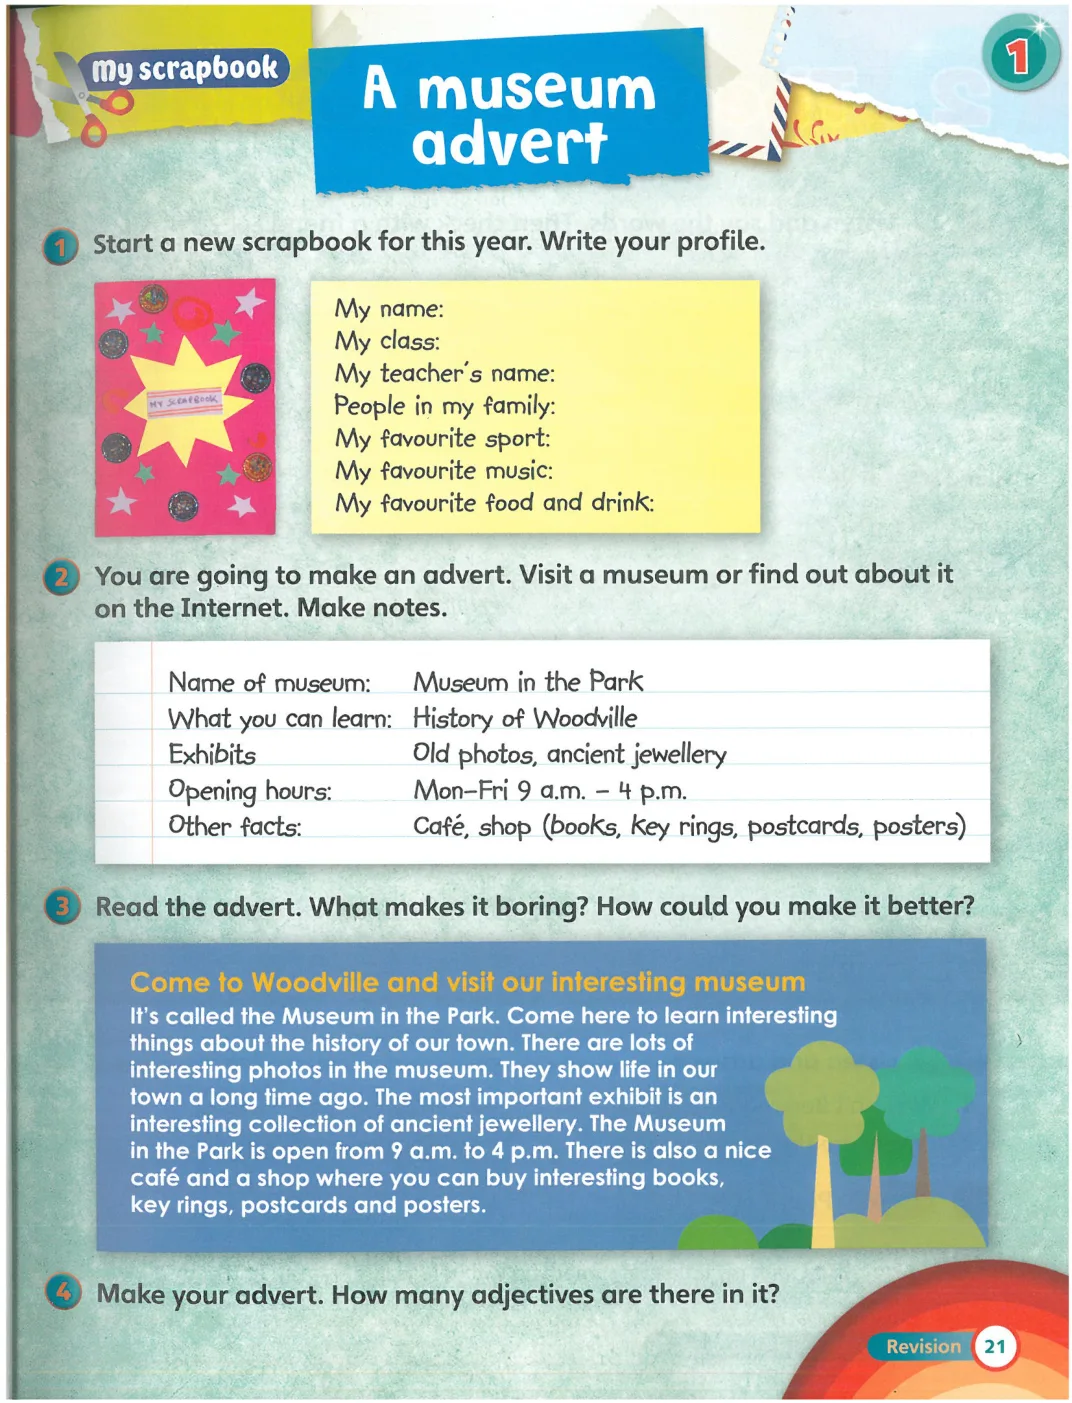 My scrapbook
A museum
advert
1
1 Start a new scrapbook for this year. Write your profile.
MY SCRAPBOOK
My name:
My class:
My teacher's name:
People in my family:
My favourite sport:
My favourite music:
My favourite food and drink:
2 You are going to make an advert. Visit a museum or find out about it
on the Internet. Make notes.
Name of museum: Museum in the Park
What you can learn: History of Woodville
Exhibits Old photos, ancient jewellery
Opening hours: Mon–Fri 9 a.m. – 4 p.m.
Other facts: Café, shop (books, key rings, postcards, posters)
3 Read the advert. What makes it boring? How could you make it better?
Come to Woodville and visit our interesting museum
It's called the Museum in the Park. Come here to learn interesting
things about the history of our town. There are lots of
interesting photos in the museum. They show life in our
town a long time ago. The most important exhibit is an
interesting collection of ancient jewellery. The Museum
in the Park is open from 9 a.m. to 4 p.m. There is also a nice
café and a shop where you can buy interesting books,
key rings, postcards and posters.
4 Make your advert. How many adjectives are there in it?
Revision 21